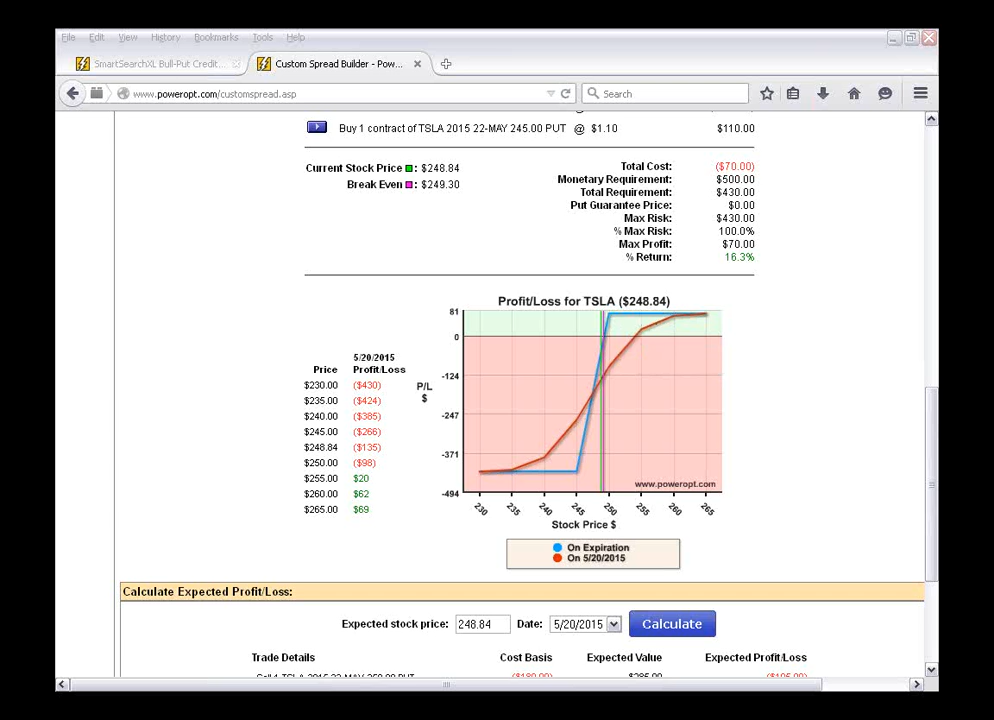 File Edit View History Bookmarks Tools Help
SmartSearchXL Bull-Put Credit...
Custom Spread Builder - Pow...
www.poweropt.com/customspread.asp
Search
Buy 1 contract of TSLA 2015 22-MAY 245.00 PUT @ $1.10 $110.00
Current Stock Price : $248.84
Break Even : $249.30
Total Cost: ($70.00)
Monetary Requirement: $500.00
Total Requirement: $430.00
Put Guarantee Price: $0.00
Max Risk: $430.00
% Max Risk: 100.0%
Max Profit: $70.00
% Return: 16.3%
Price 5/20/2015 Profit/Loss
$230.00 ($430)
$235.00 ($424)
$240.00 ($385)
$245.00 ($266)
$248.84 ($135)
$250.00 ($98)
$255.00 $20
$260.00 $62
$265.00 $69
Profit/Loss for TSLA ($248.84)
P/L
$
81
0
-124
-247
-371
-494
230 235 240 245 250 255 260 265
www.poweropt.com
Stock Price $
On Expiration
On 5/20/2015
Calculate Expected Profit/Loss:
Expected stock price: 248.84 Date: 5/20/2015 Calculate
Trade Details Cost Basis Expected Value Expected Profit/Loss